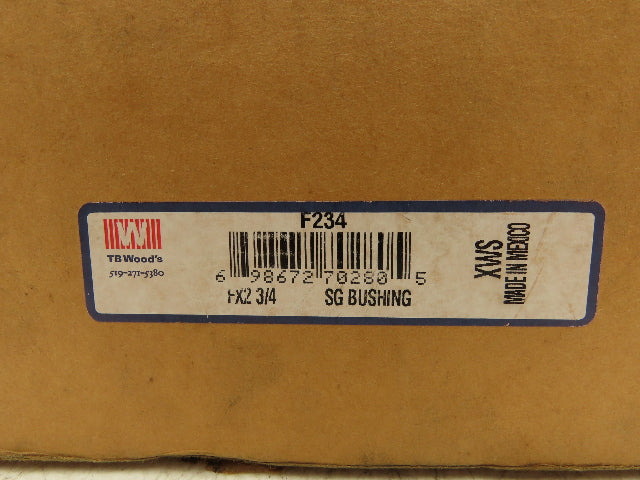 F234
W
TB Wood's
519-271-5380
6 98672 70280 5
FX2 3/4 SG BUSHING
XWS
MADE IN MEXICO